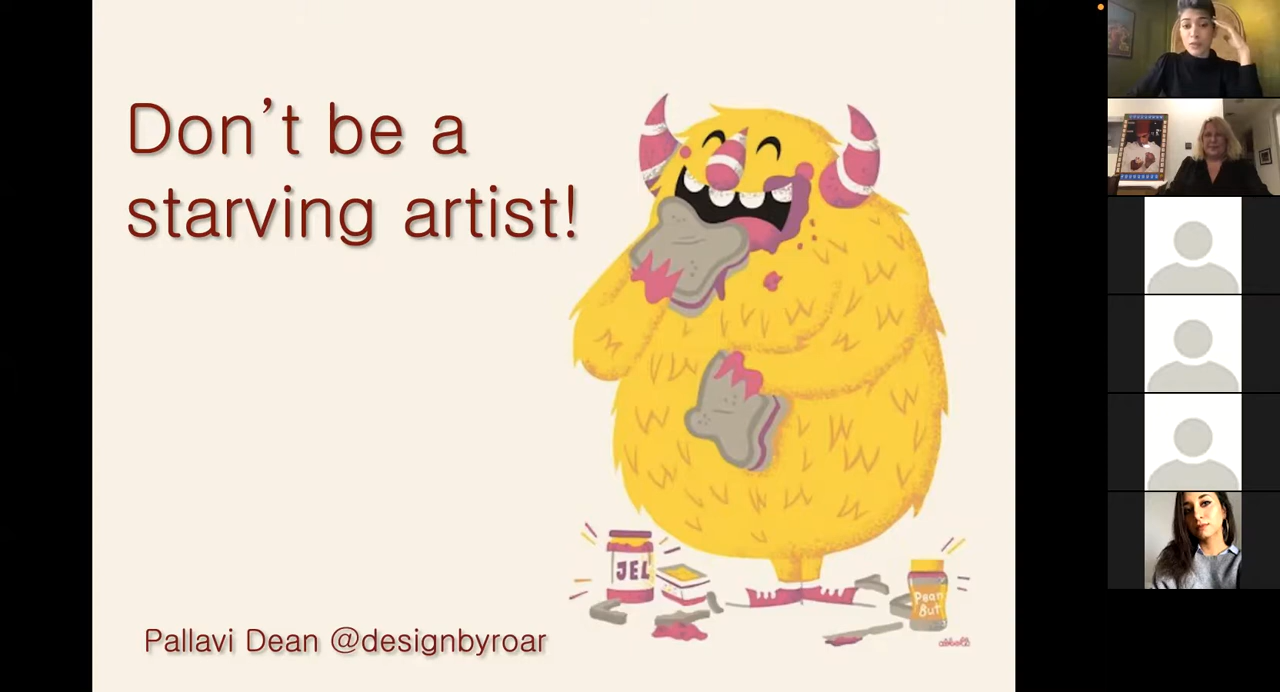 Don't be a
starving artist!
JEL
Pean
But
Pallavi Dean @designbyroar